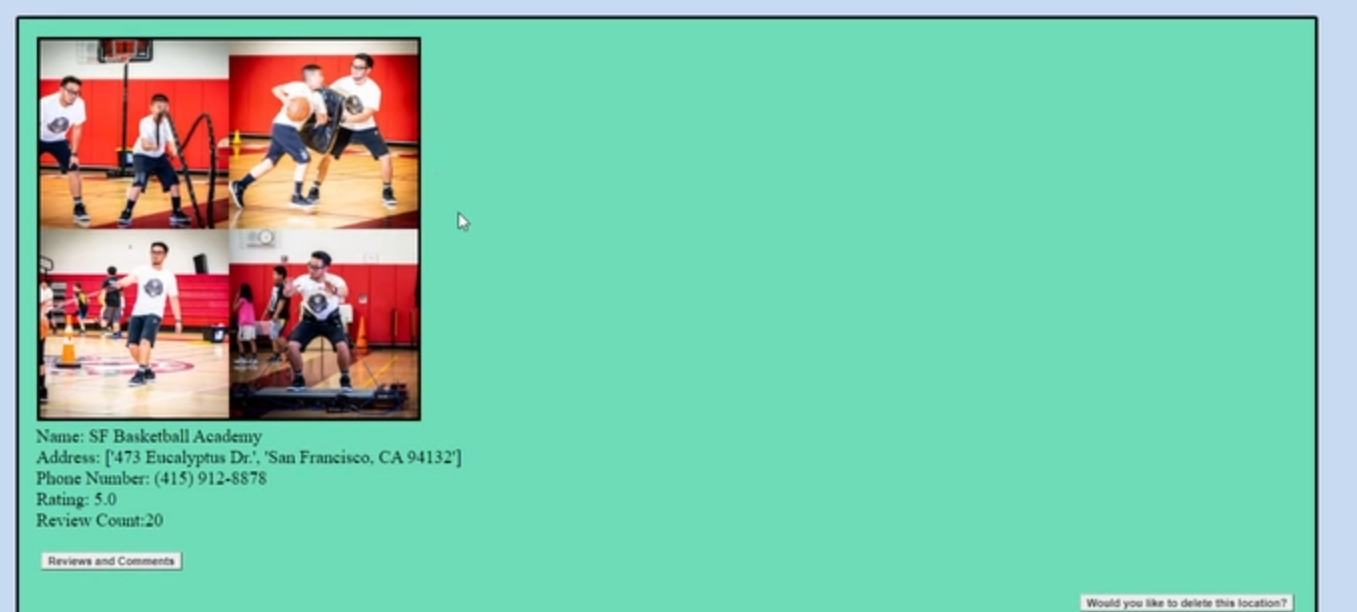 Name: SF Basketball Academy
Address: ['473 Eucalyptus Dr.', 'San Francisco, CA 94132']
Phone Number: (415) 912-8878
Rating: 5.0
Review Count:20
Reviews and Comments
Would you like to delete this location?